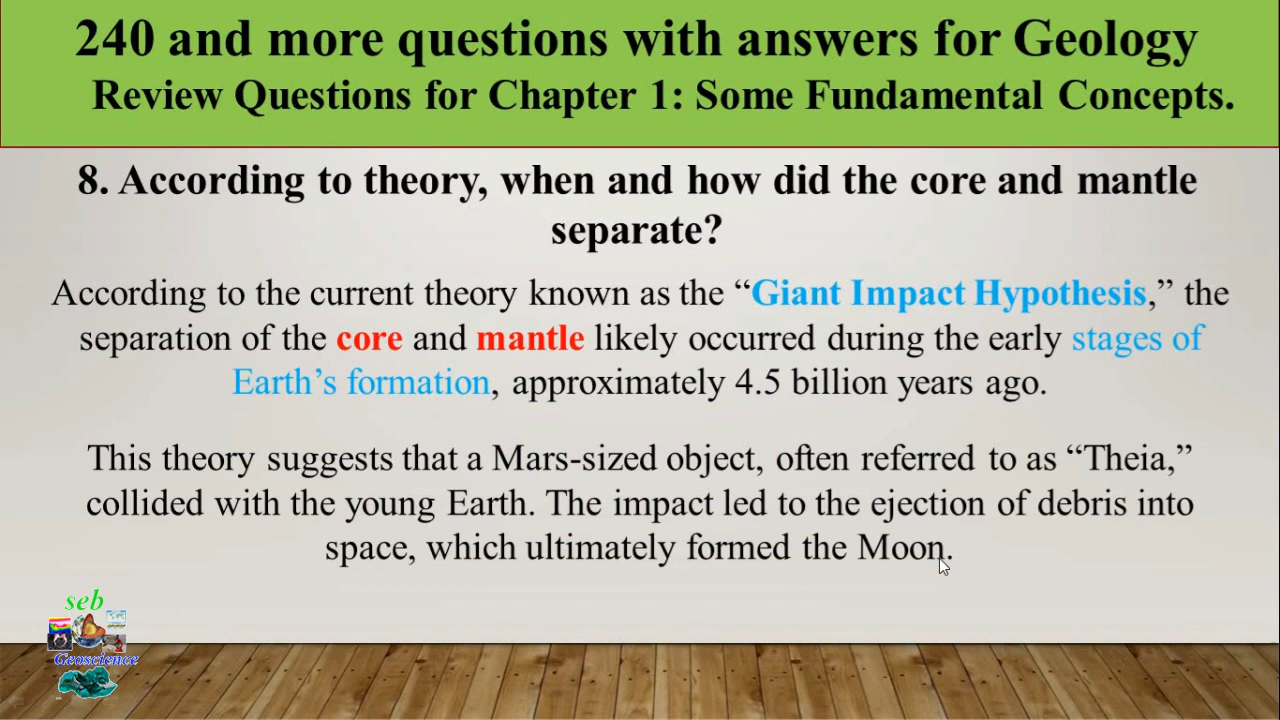 240 and more questions with answers for Geology
Review Questions for Chapter 1: Some Fundamental Concepts.
8. According to theory, when and how did the core and mantle
separate?
According to the current theory known as the “Giant Impact Hypothesis,” the
separation of the core and mantle likely occurred during the early stages of
Earth’s formation, approximately 4.5 billion years ago.
This theory suggests that a Mars-sized object, often referred to as “Theia,”
collided with the young Earth. The impact led to the ejection of debris into
space, which ultimately formed the Moon.
seb
Geoscience